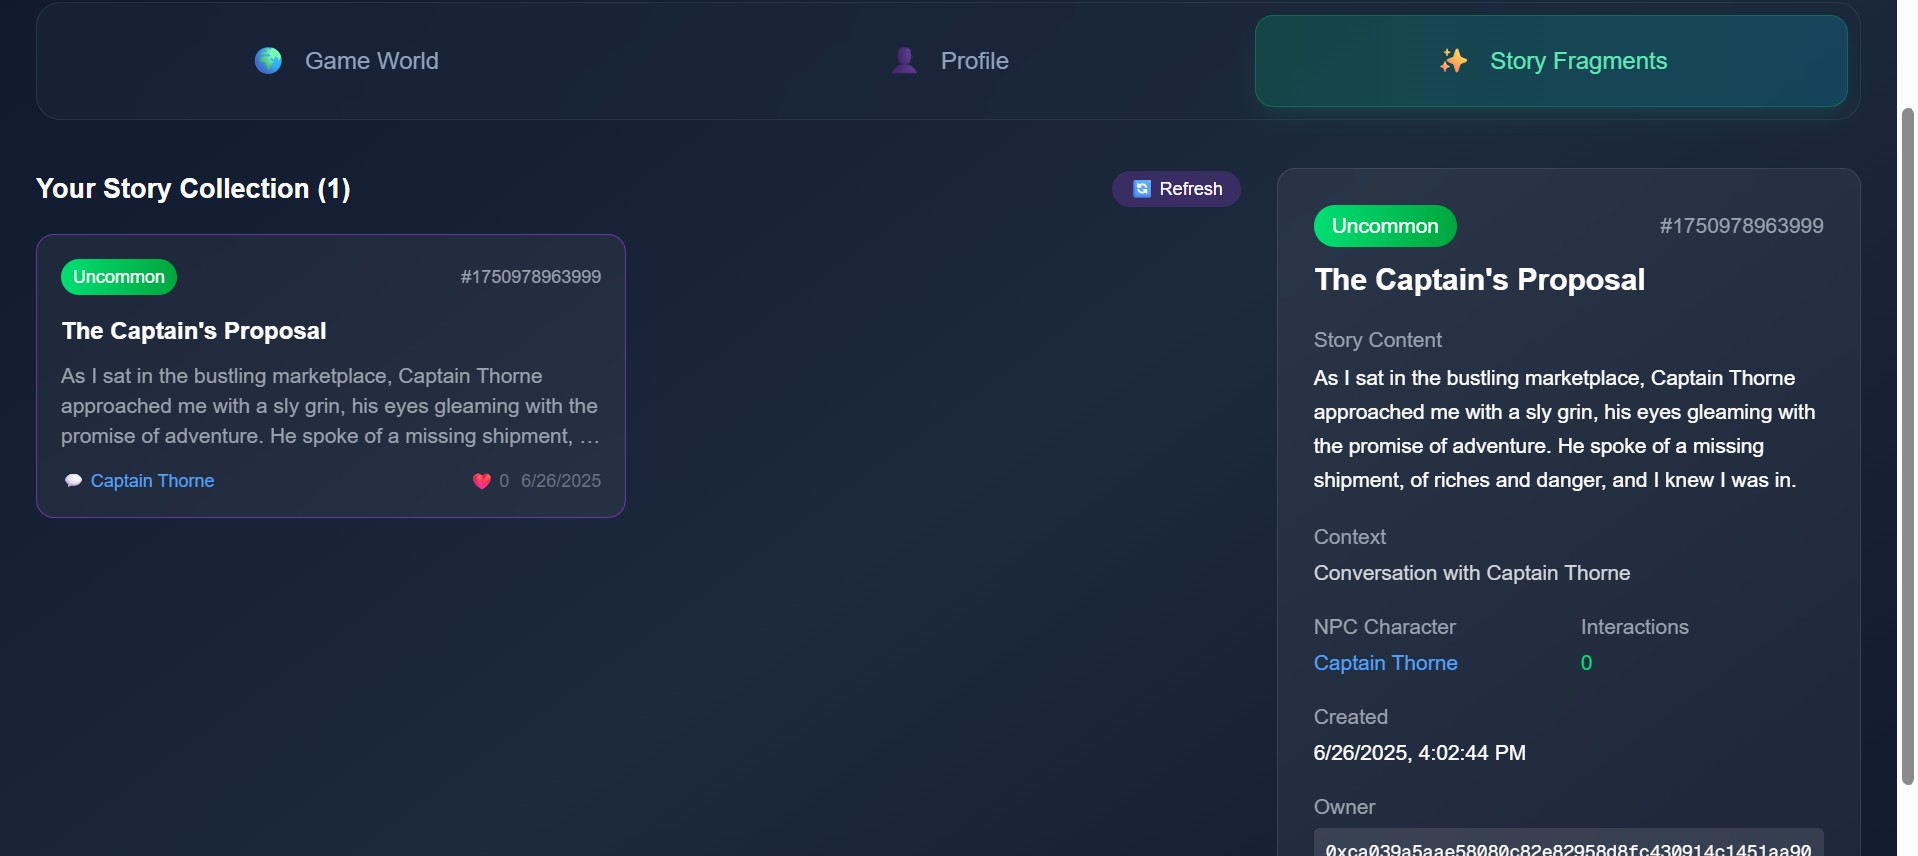 Game World
Profile
Story Fragments
Your Story Collection (1)
Refresh
Uncommon
#1750978963999
The Captain's Proposal
As I sat in the bustling marketplace, Captain Thorne
approached me with a sly grin, his eyes gleaming with the
promise of adventure. He spoke of a missing shipment, …
Captain Thorne
0
6/26/2025
Uncommon
#1750978963999
The Captain's Proposal
Story Content
As I sat in the bustling marketplace, Captain Thorne
approached me with a sly grin, his eyes gleaming with
the promise of adventure. He spoke of a missing
shipment, of riches and danger, and I knew I was in.
Context
Conversation with Captain Thorne
NPC Character
Captain Thorne
Interactions
0
Created
6/26/2025, 4:02:44 PM
Owner
0xca039a5aae58080c82e82958d8fc430914c1451aa90